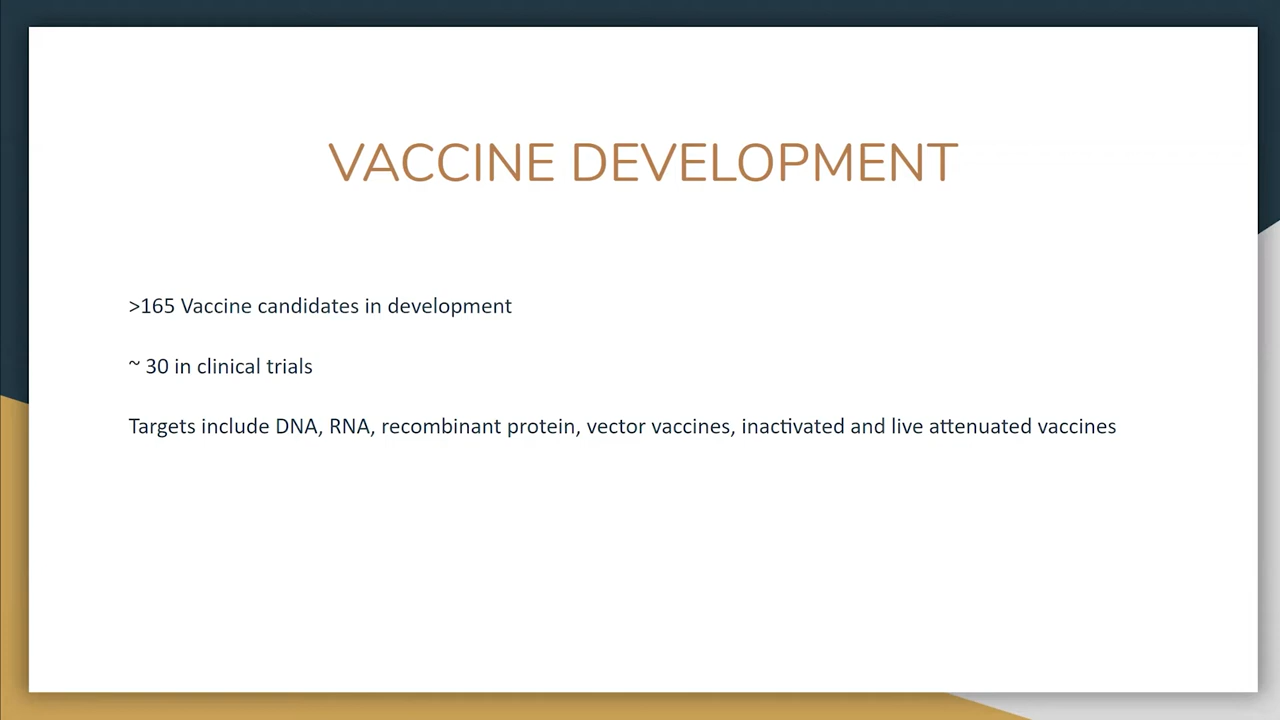 VACCINE DEVELOPMENT
>165 Vaccine candidates in development
~ 30 in clinical trials
Targets include DNA, RNA, recombinant protein, vector vaccines, inactivated and live attenuated vaccines